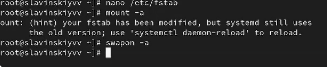 root@slavinskiyvv ~# nano /etc/fstab
root@slavinskiyvv ~# mount -a
ount: (hint) your fstab has been modified, but systemd still uses
the old version; use 'systemctl daemon-reload' to reload.
root@slavinskiyvv ~# swapon -a
root@slavinskiyvv ~#